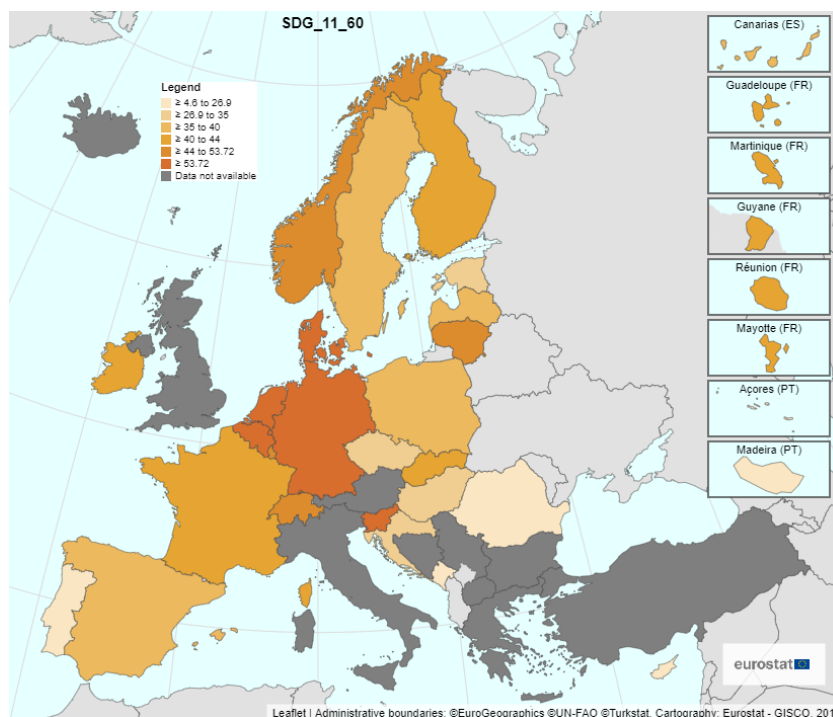 SDG_11_60
Legend
≥ 4.6 to 26.9
≥ 26.9 to 35
≥ 35 to 40
≥ 40 to 44
≥ 44 to 53.72
≥ 53.72
Data not available
Canarias (ES)
Guadeloupe (FR)
Martinique (FR)
Guyane (FR)
Réunion (FR)
Mayotte (FR)
Açores (PT)
Madeira (PT)
eurostat
Leaflet | Administrative boundaries: ©EuroGeographics ©UN-FAO ©Turkstat, Cartography: Eurostat - GISCO, 201